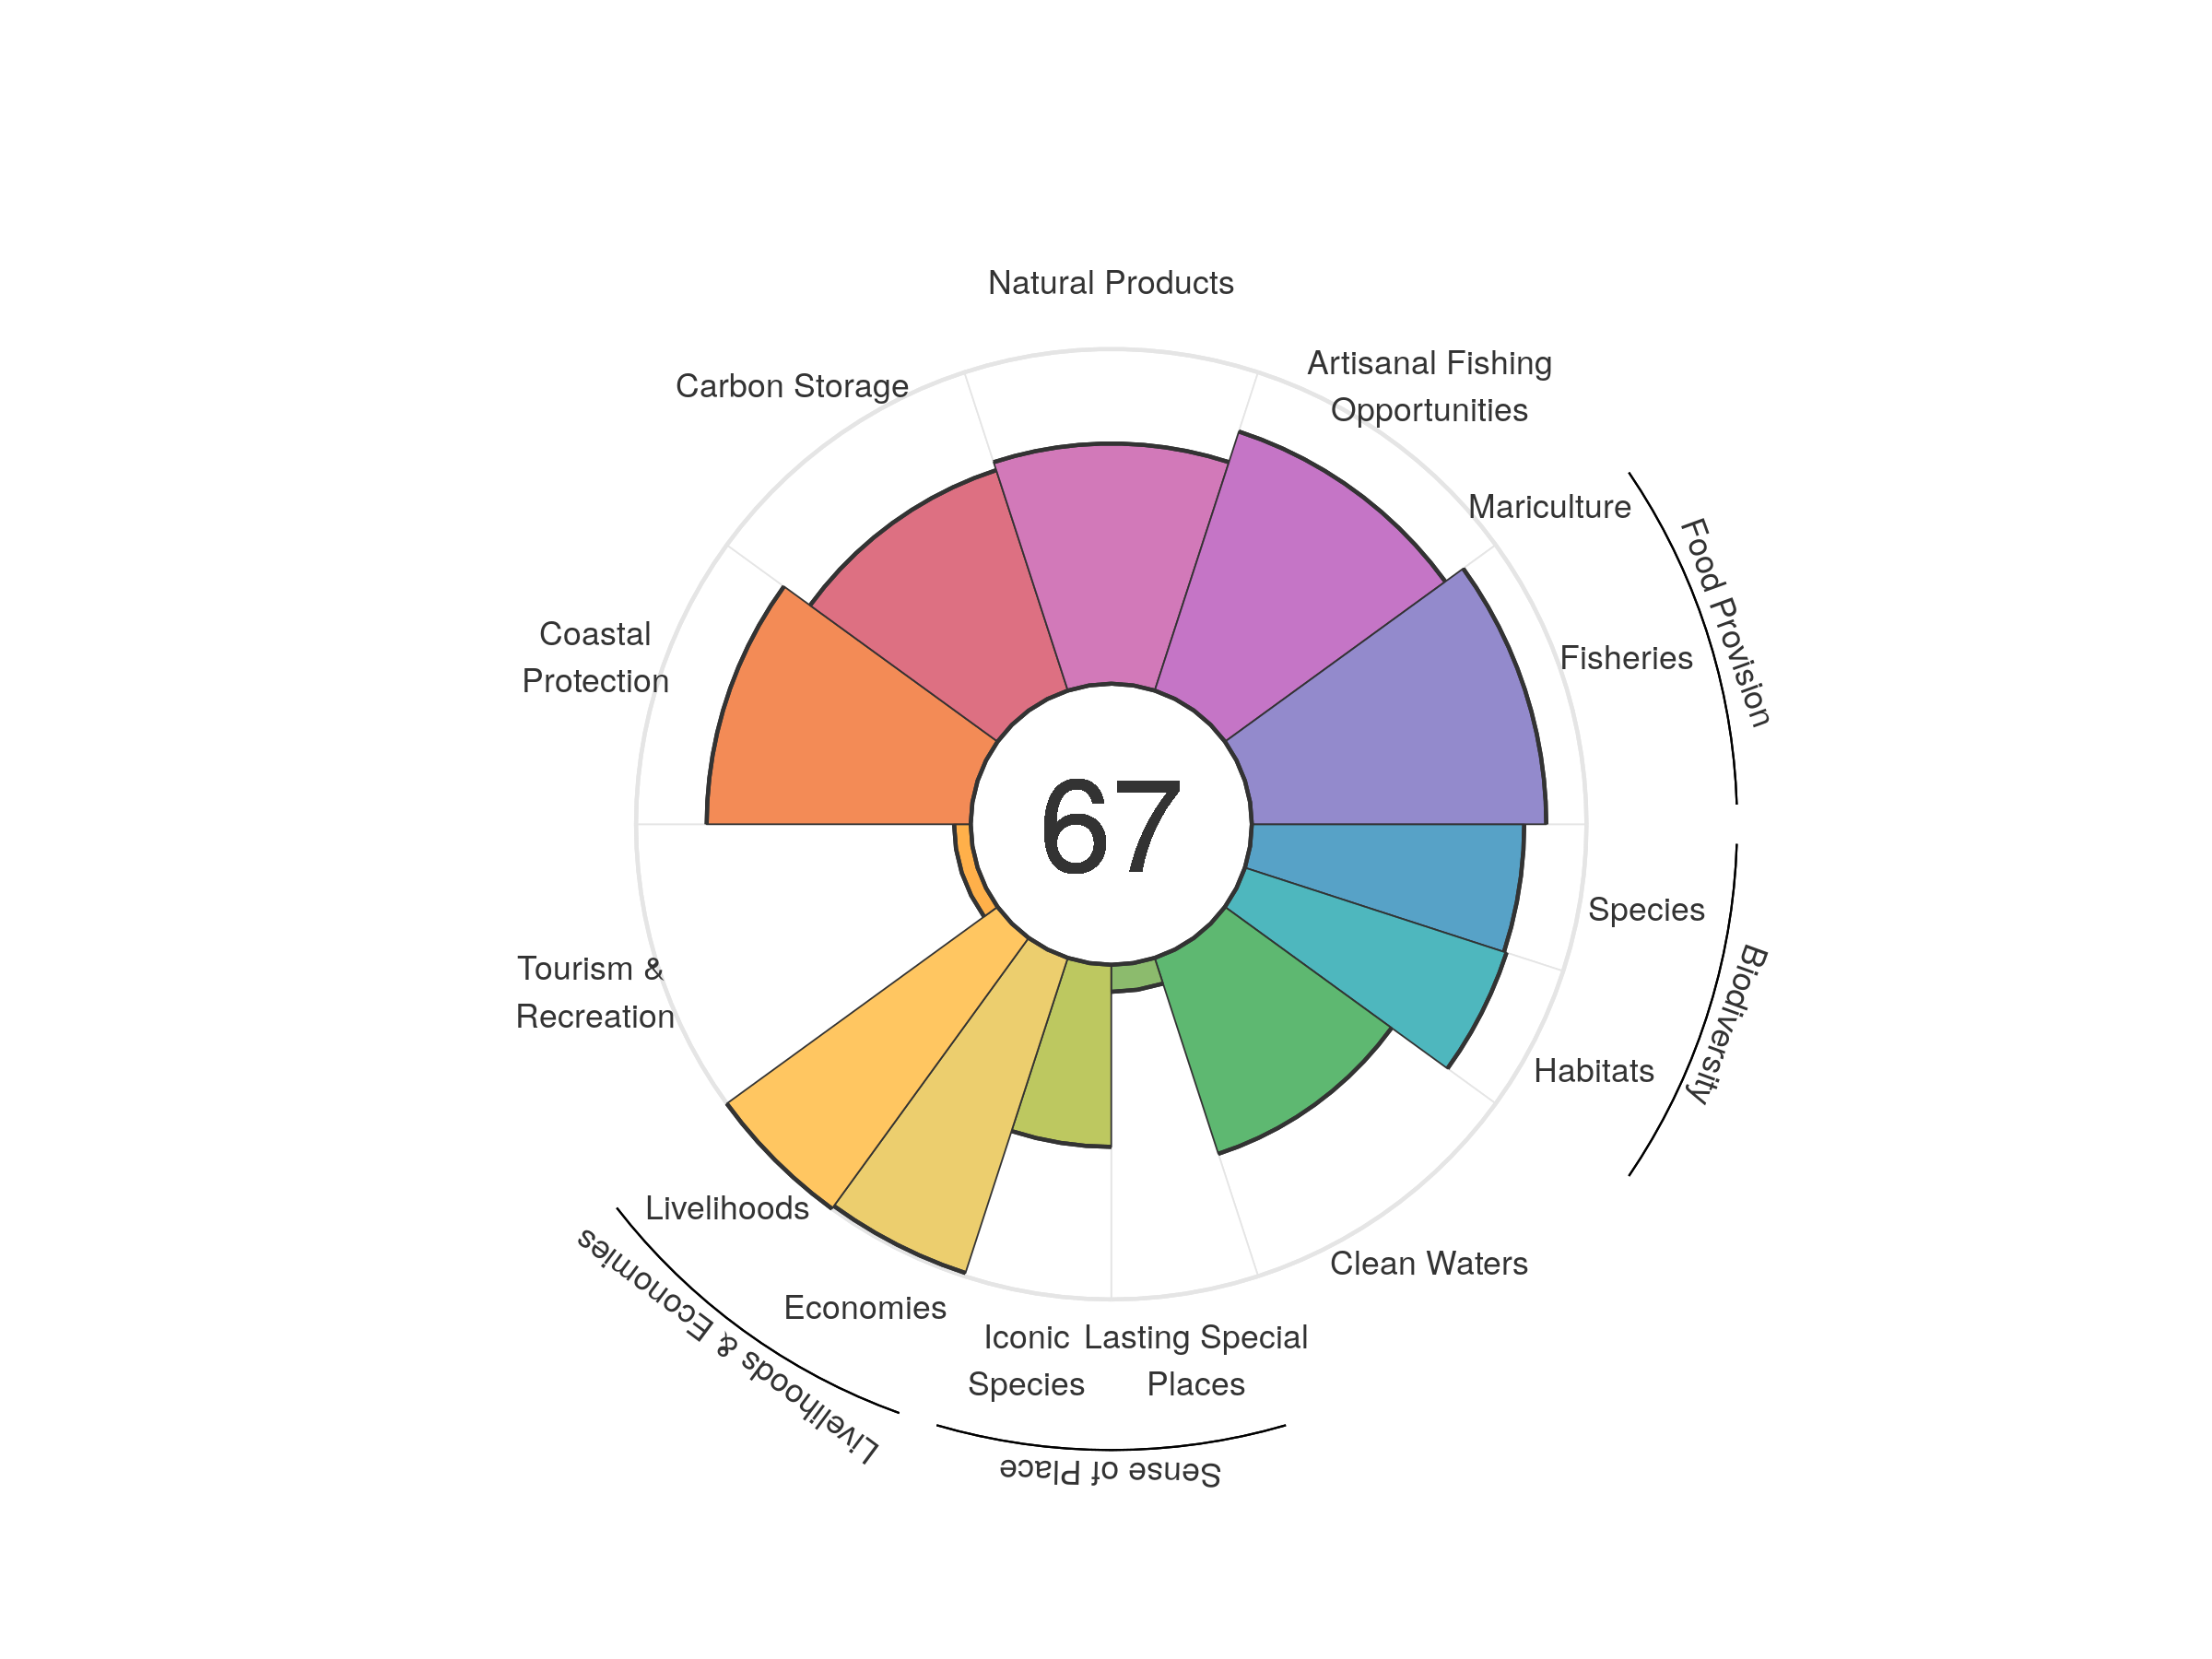 Natural Products
Carbon Storage
Artisanal Fishing
Opportunities
Mariculture
Food Provision
Fisheries
Coastal
Protection
67
Species
Biodiversity
Habitats
Tourism &
Recreation
Livelihoods
Livelihoods & Economies
Economies
Clean Waters
Iconic
Species
Lasting Special
Places
Sense of Place